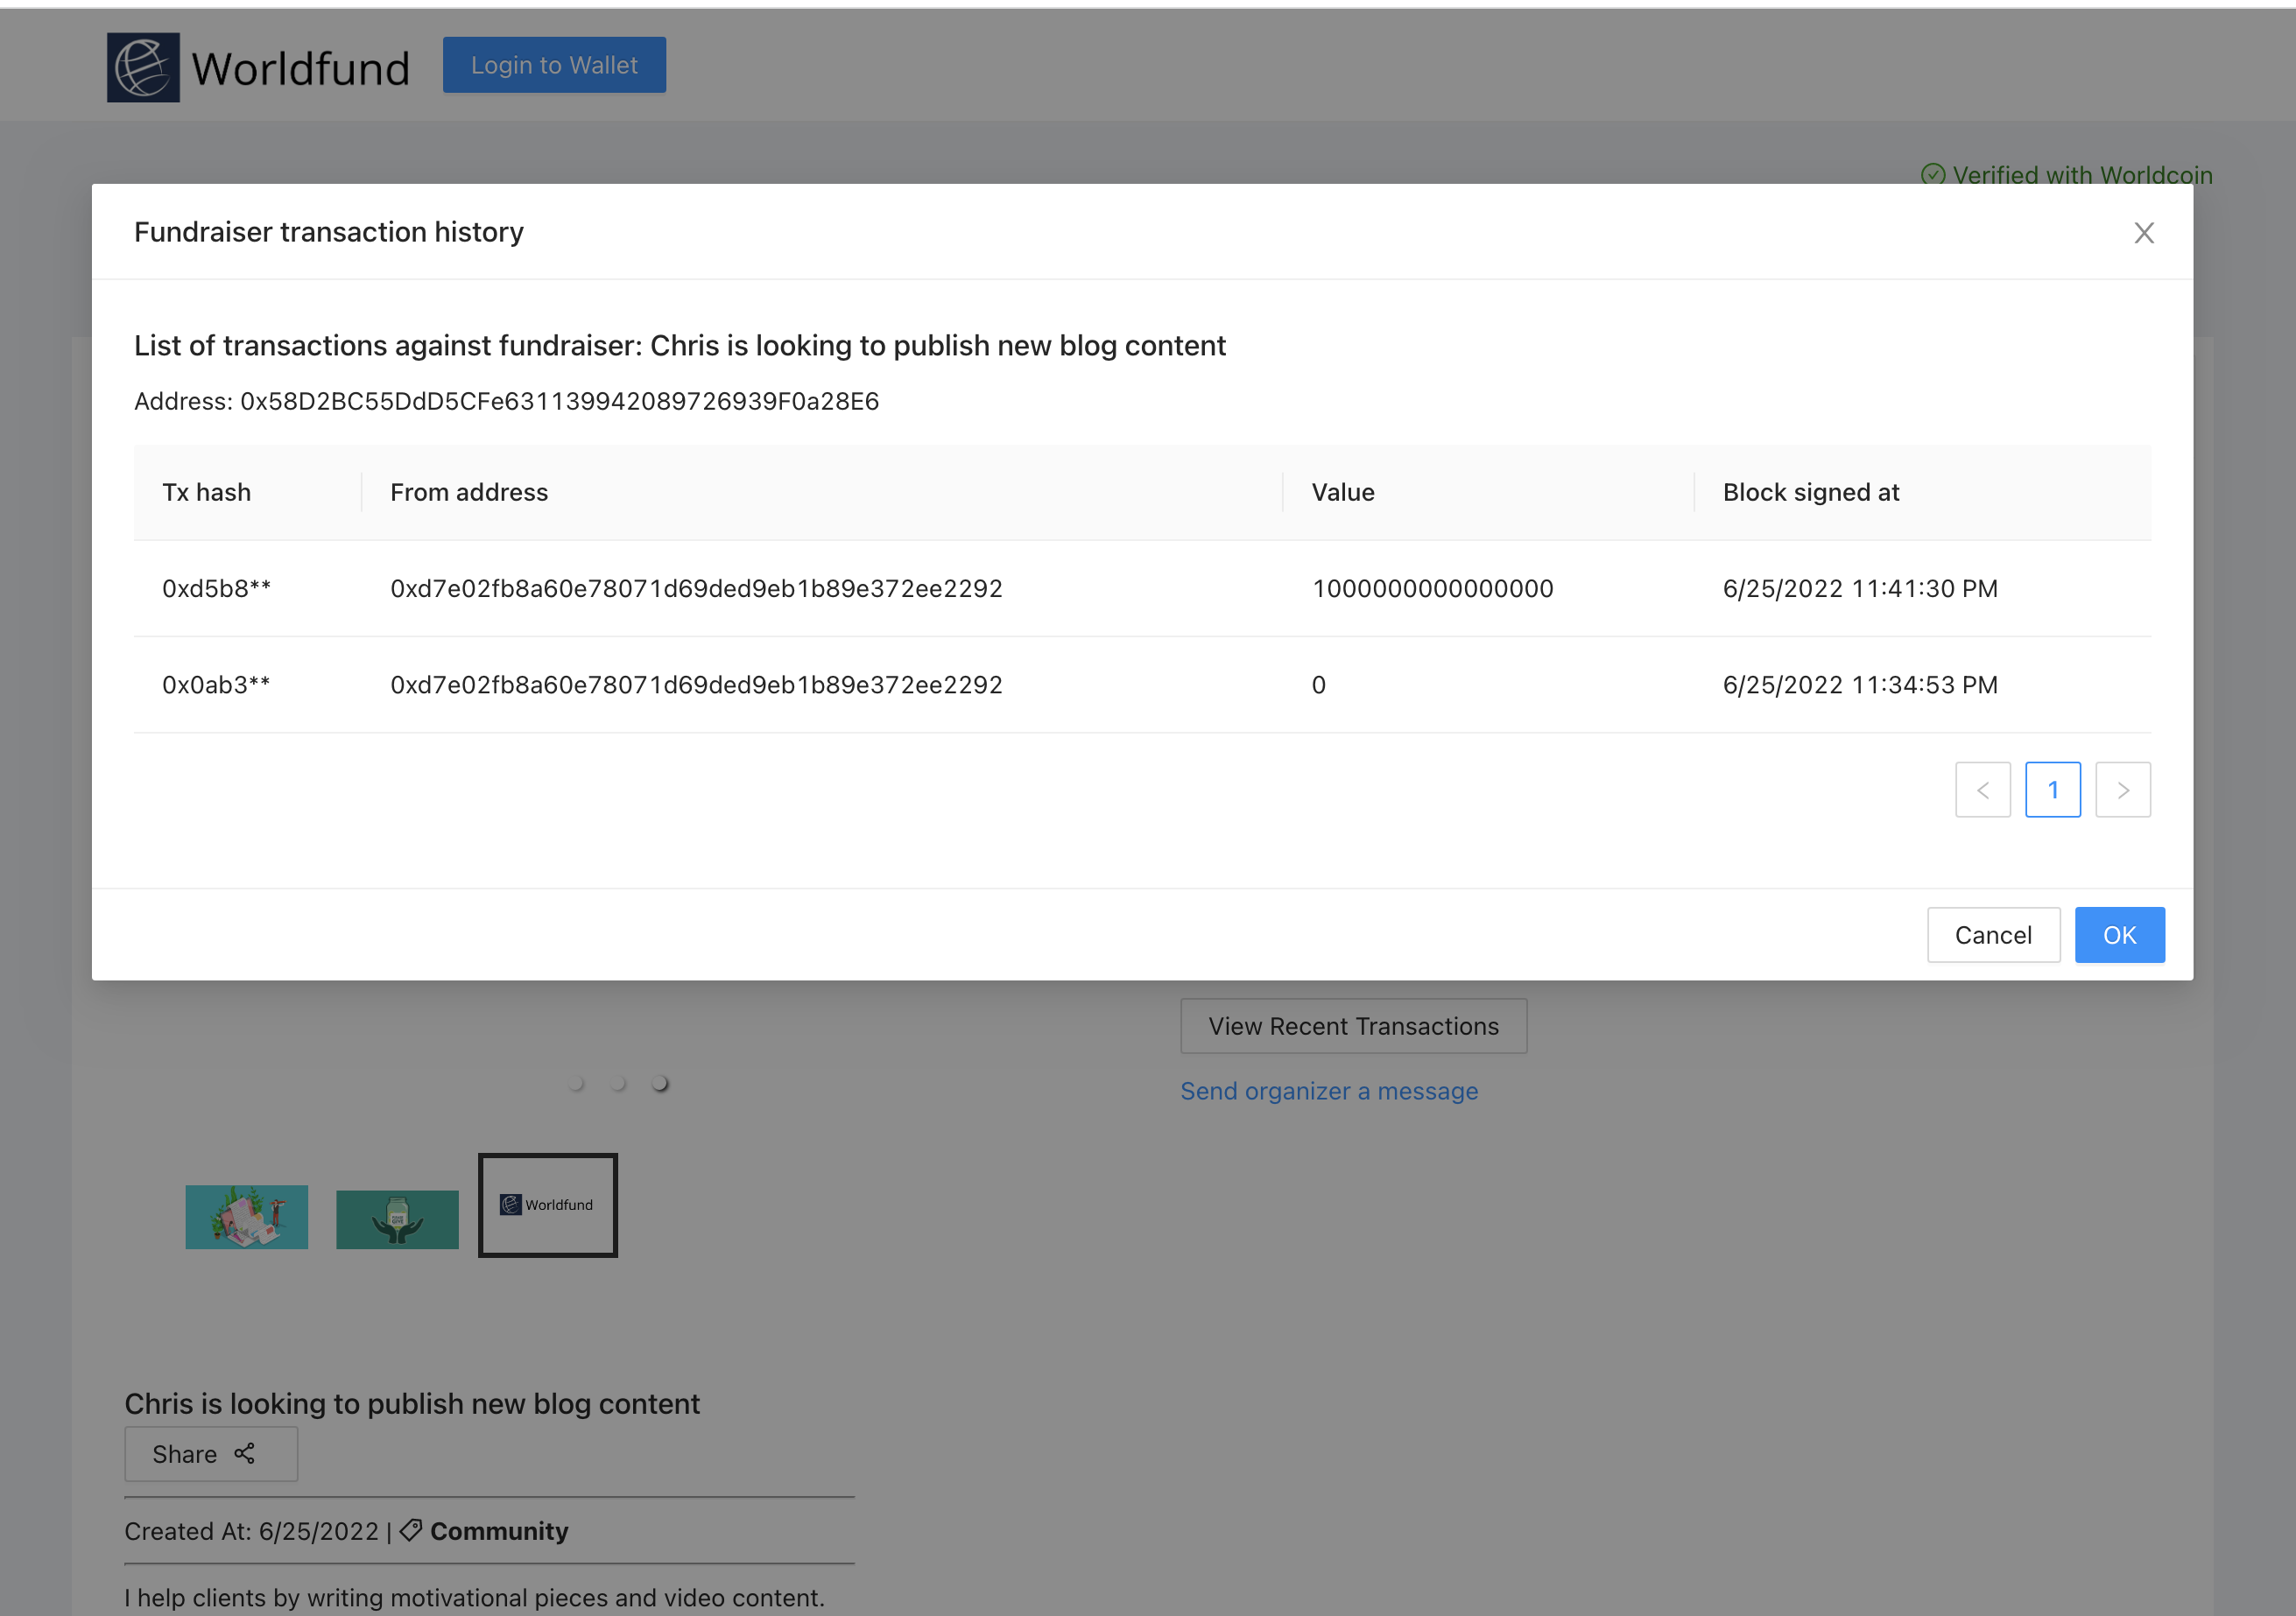 Worldfund
Login to Wallet
Verified with Worldcoin
Fundraiser transaction history
List of transactions against fundraiser: Chris is looking to publish new blog content
Address: 0x58D2BC55DdD5CFe631139942089726939F0a28E6
Tx hash From address Value Block signed at
0xd5b8** 0xd7e02fb8a60e78071d69ded9eb1b89e372ee2292 1000000000000000 6/25/2022 11:41:30 PM
0x0ab3** 0xd7e02fb8a60e78071d69ded9eb1b89e372ee2292 0 6/25/2022 11:34:53 PM
< 1 >
Cancel OK
View Recent Transactions
Send organizer a message
Worldfund
Chris is looking to publish new blog content
Share
Created At: 6/25/2022 | Community
I help clients by writing motivational pieces and video content.